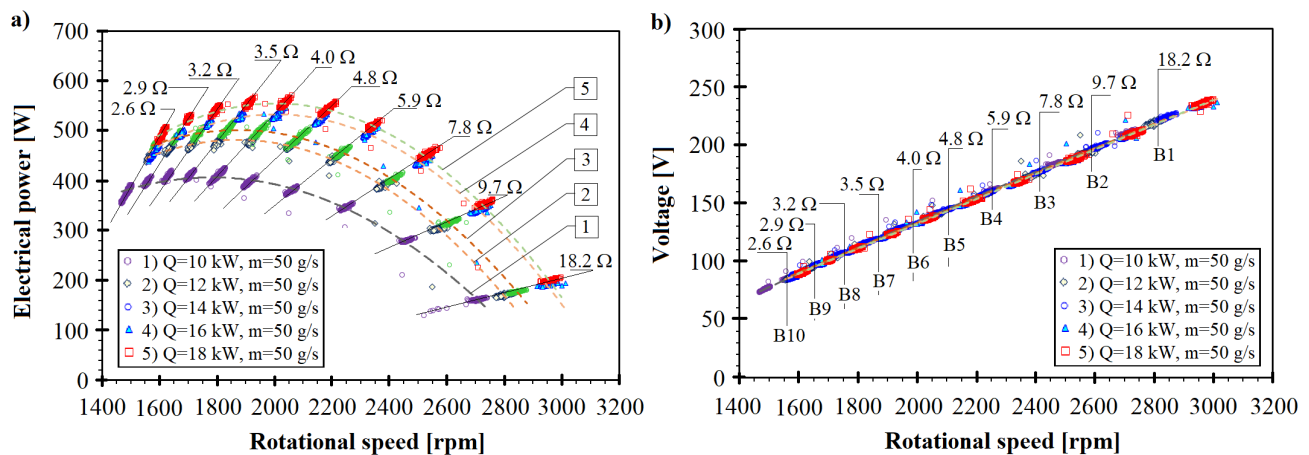 a)
700
600
500
400
300
200
100
0
Electrical power [W]
2.6 Ω
2.9 Ω
3.2 Ω
3.5 Ω
4.0 Ω
4.8 Ω
5.9 Ω
7.8 Ω
9.7 Ω
18.2 Ω
5
4
3
2
1
1) Q=10 kW, m=50 g/s
2) Q=12 kW, m=50 g/s
3) Q=14 kW, m=50 g/s
4) Q=16 kW, m=50 g/s
5) Q=18 kW, m=50 g/s
1400 1600 1800 2000 2200 2400 2600 2800 3000 3200
Rotational speed [rpm]
b)
300
250
200
150
100
50
0
Voltage [V]
2.6 Ω
2.9 Ω
3.2 Ω
3.5 Ω
4.0 Ω
4.8 Ω
5.9 Ω
7.8 Ω
9.7 Ω
18.2 Ω
B10
B9
B8
B7
B6
B5
B4
B3
B2
B1
1) Q=10 kW, m=50 g/s
2) Q=12 kW, m=50 g/s
3) Q=14 kW, m=50 g/s
4) Q=16 kW, m=50 g/s
5) Q=18 kW, m=50 g/s
1400 1600 1800 2000 2200 2400 2600 2800 3000 3200
Rotational speed [rpm]